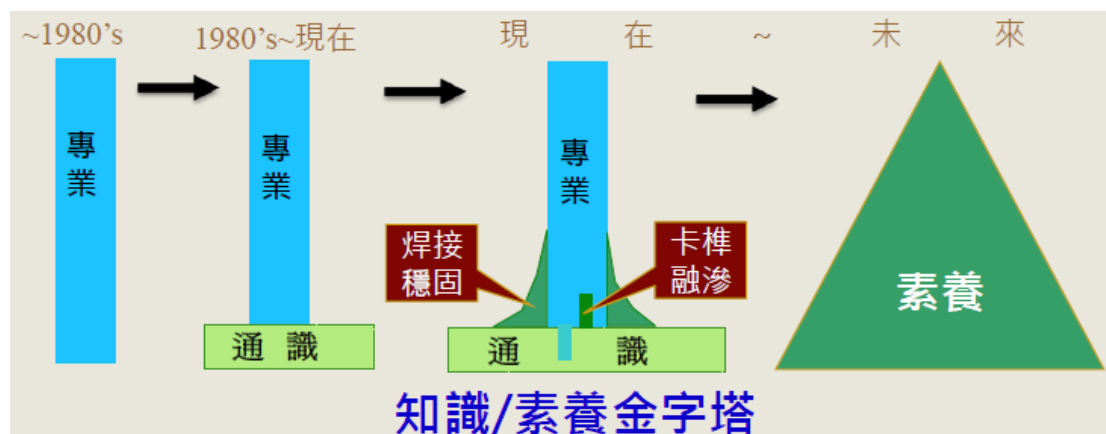 ~1980's
1980's~現在
現在~未來
專業
專業
專業
焊接
穩固
卡榫
融滲
素養
通識
通識
知識/素養金字塔